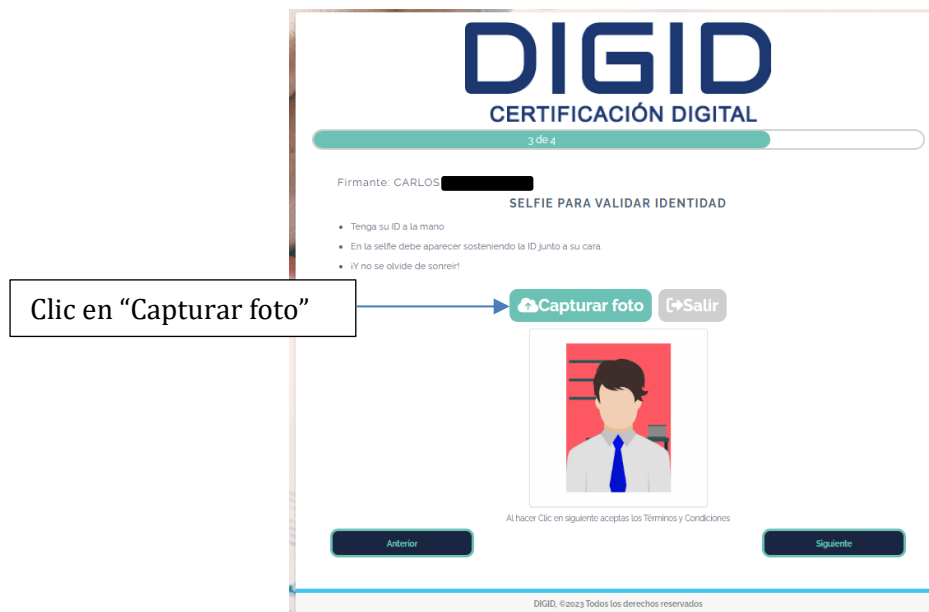 DIGID
CERTIFICACIÓN DIGITAL
3 de 4
Firmante: CARLOS
SELFIE PARA VALIDAR IDENTIDAD
• Tenga su ID a la mano
• En la selfie debe aparecer sosteniendo la ID junto a su cara.
• ¡Y no se olvide de sonreir!
Clic en “Capturar foto”
Capturar foto
Salir
Al hacer Clic en siguiente aceptas los Términos y Condiciones
Anterior
Siguiente
DIGID, ©2023 Todos los derechos reservados